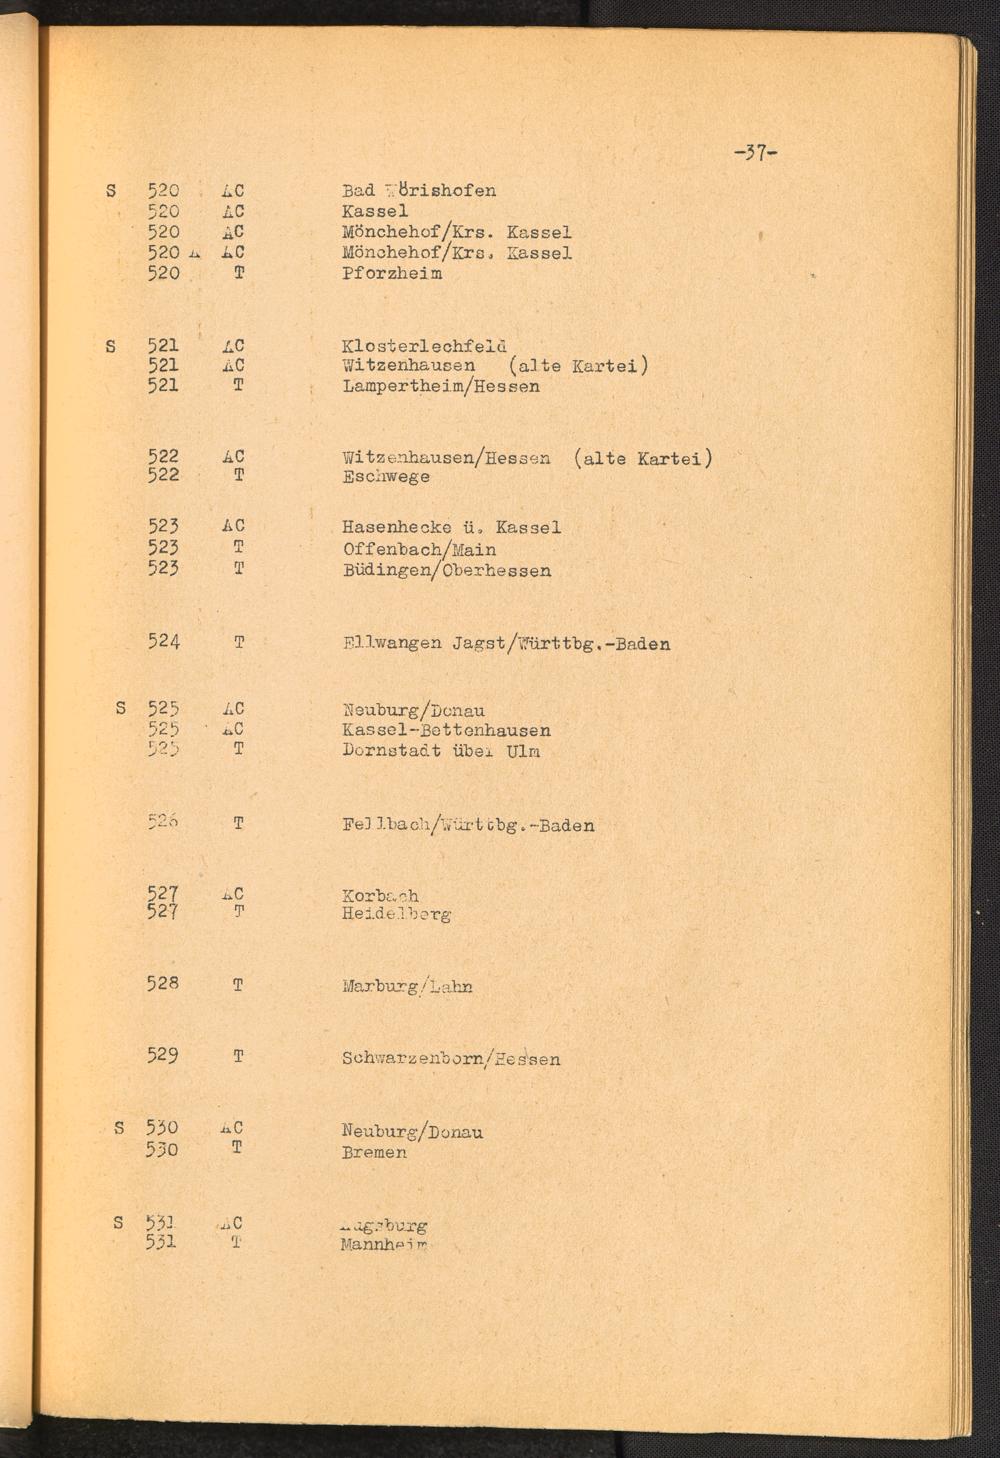 -37-
S 520 AC Bad Wörishofen
520 AC Kassel
520 AC Mönchehof/Krs. Kassel
520 A AC Mönchehof/Krs. Kassel
520 T Pforzheim
S 521 AC Klosterlechfeld
521 AC Witzenhausen (alte Kartei)
521 T Lampertheim/Hessen
522 AC Witzenhausen/Hessen (alte Kartei)
522 T Eschwege
523 AC Hasenhecke ü. Kassel
523 T Offenbach/Main
523 T Büdingen/Oberhessen
524 T Ellwangen Jagst/Württbg.-Baden
S 525 AC Neuburg/Donau
525 AC Kassel-Bettenhausen
525 T Dornstadt über Ulm
526 T Fellbach/Württbg.-Baden
527 AC Korbach
527 T Heidelberg
528 T Marburg/Lahn
529 T Schwarzenborn/Hessen
S 530 AC Neuburg/Donau
530 T Bremen
S 531 AC Augsburg
531 T Mannheim